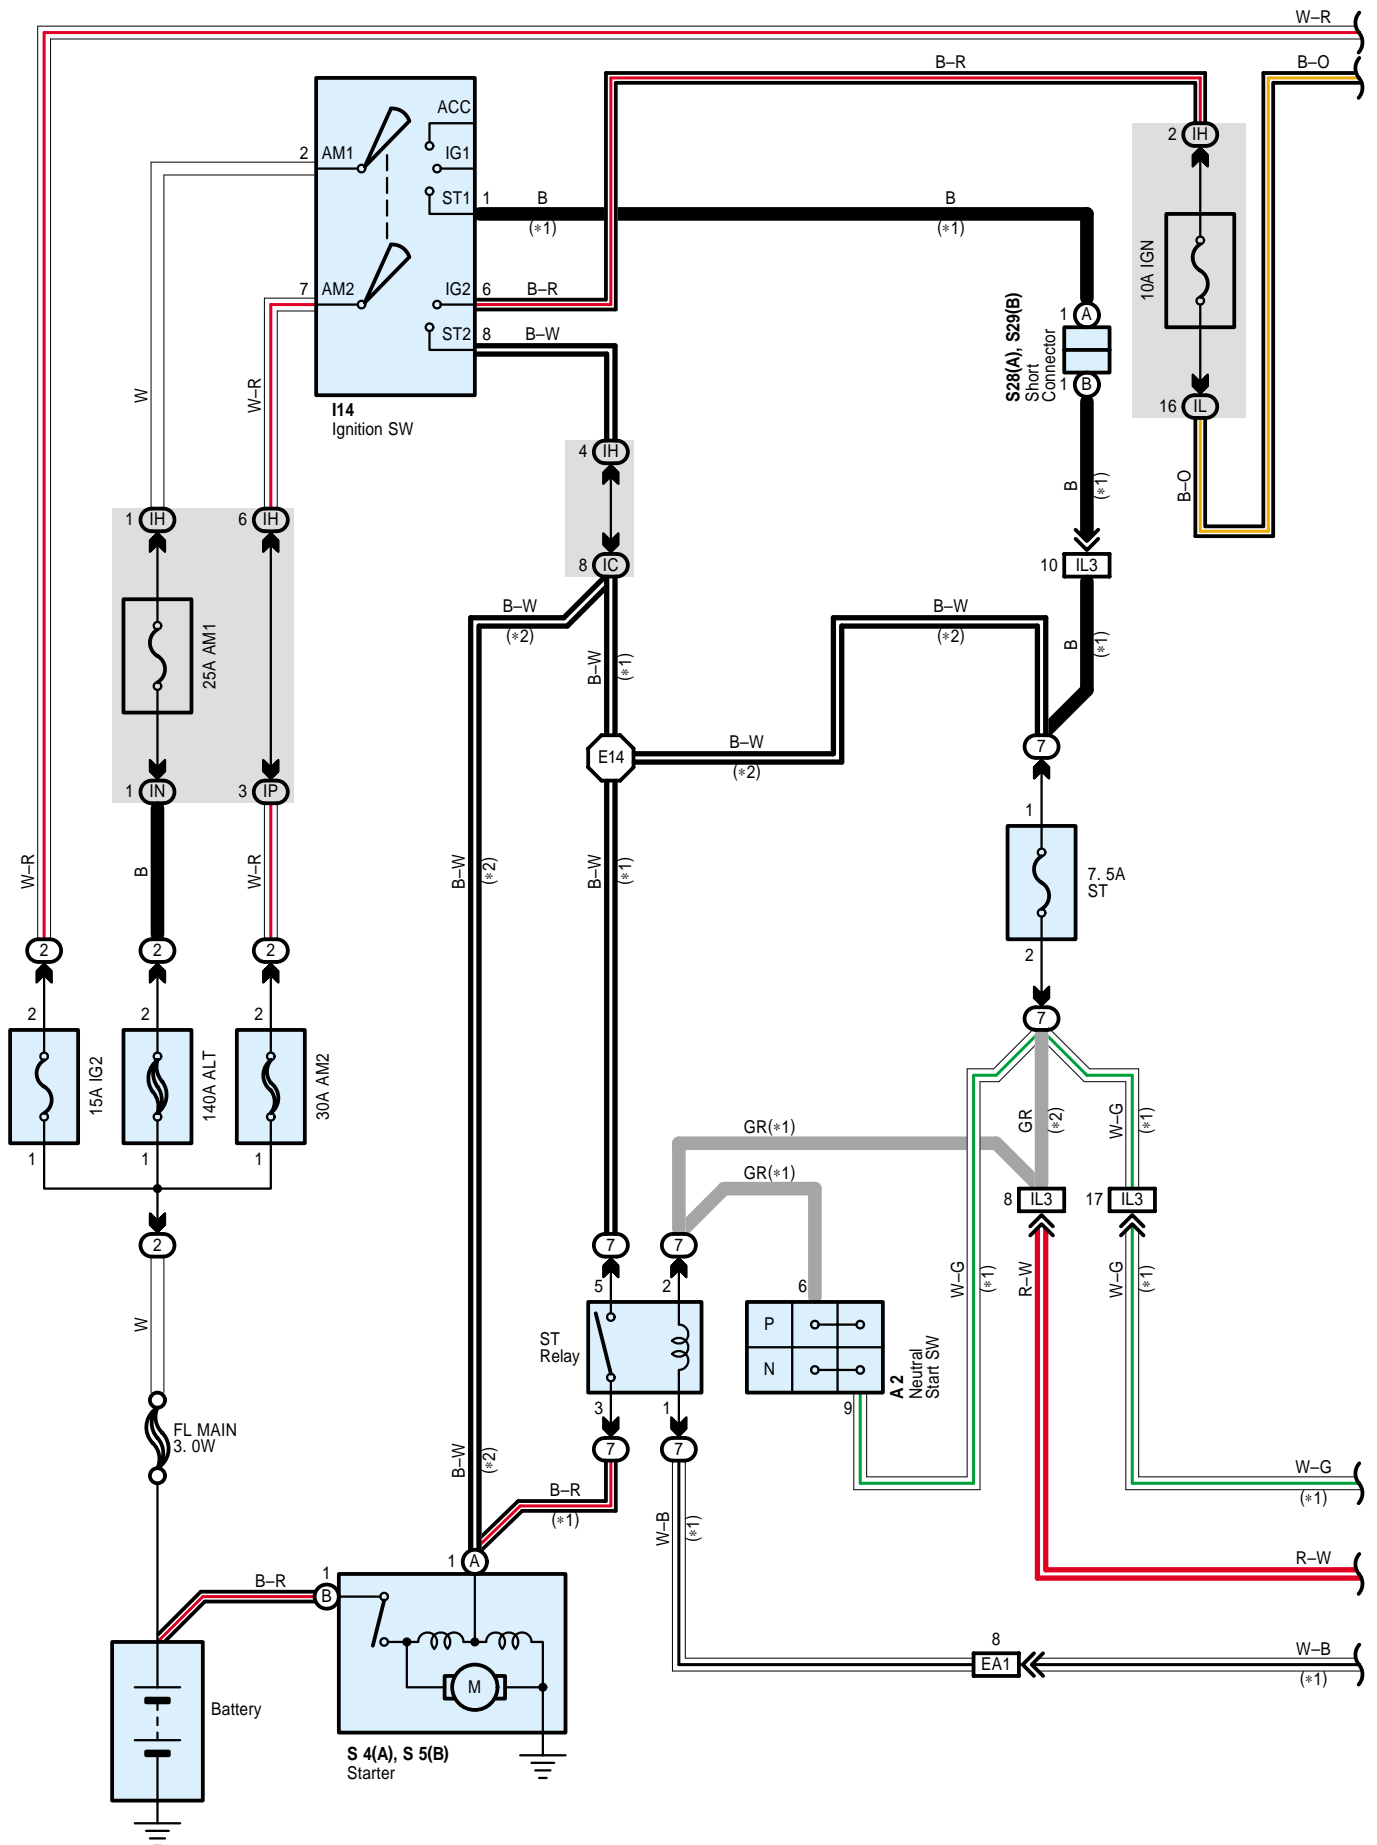 W–R
B–R
B–O
ACC
2 IH
2 AM1
IG1
ST1 1
B
(∗1)
B
(∗1)
10A IGN
7 AM2
IG2 6
B–R
ST2 8
B–W
1 A
S28(A), S29(B)
Short
Connector
1 B
W
W–R
I14
Ignition SW
16 IL
4 IH
B
(∗1)
B–O
1 IH
6 IH
8 IC
10 IL3
B–W
(∗2)
B–W
(∗2)
25A AM1
B–W
(∗1)
B
(∗1)
E14
B–W
(∗2)
7
1 IN
3 IP
1
W–R
B
W–R
B–W
(∗2)
B–W
(∗1)
7. 5A
ST
2
2
2
2
7
2
2
2
15A IG2
140A ALT
30A AM2
GR
(∗2)
W–G
(∗1)
GR(∗1)
1
1
1
GR(∗1)
8 IL3
17 IL3
2
7
7
5
2
6
W–G
(∗1)
R–W
W–G
(∗1)
W
ST
Relay
P
N
A 2
Neutral
Start SW
3
1
9
FL MAIN
3. 0W
7
7
B–W
(∗2)
W–G
(∗1)
B–R
(∗1)
W–B
(∗1)
1 A
R–W
B–R
1
B
8
EA1
W–B
(∗1)
M
Battery
S 4(A), S 5(B)
Starter